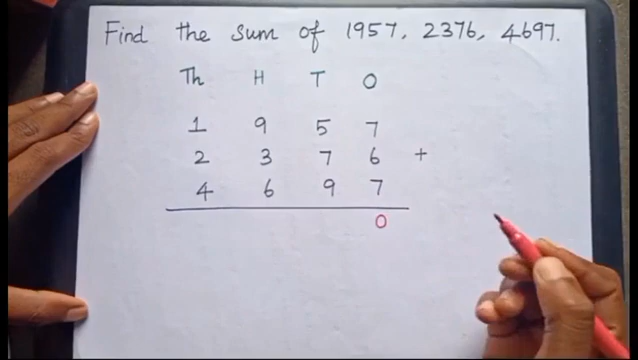 Find the sum of 1957, 2376, 4697.
Th H T O
1 9 5 7
2 3 7 6 +
4 6 9 7
0